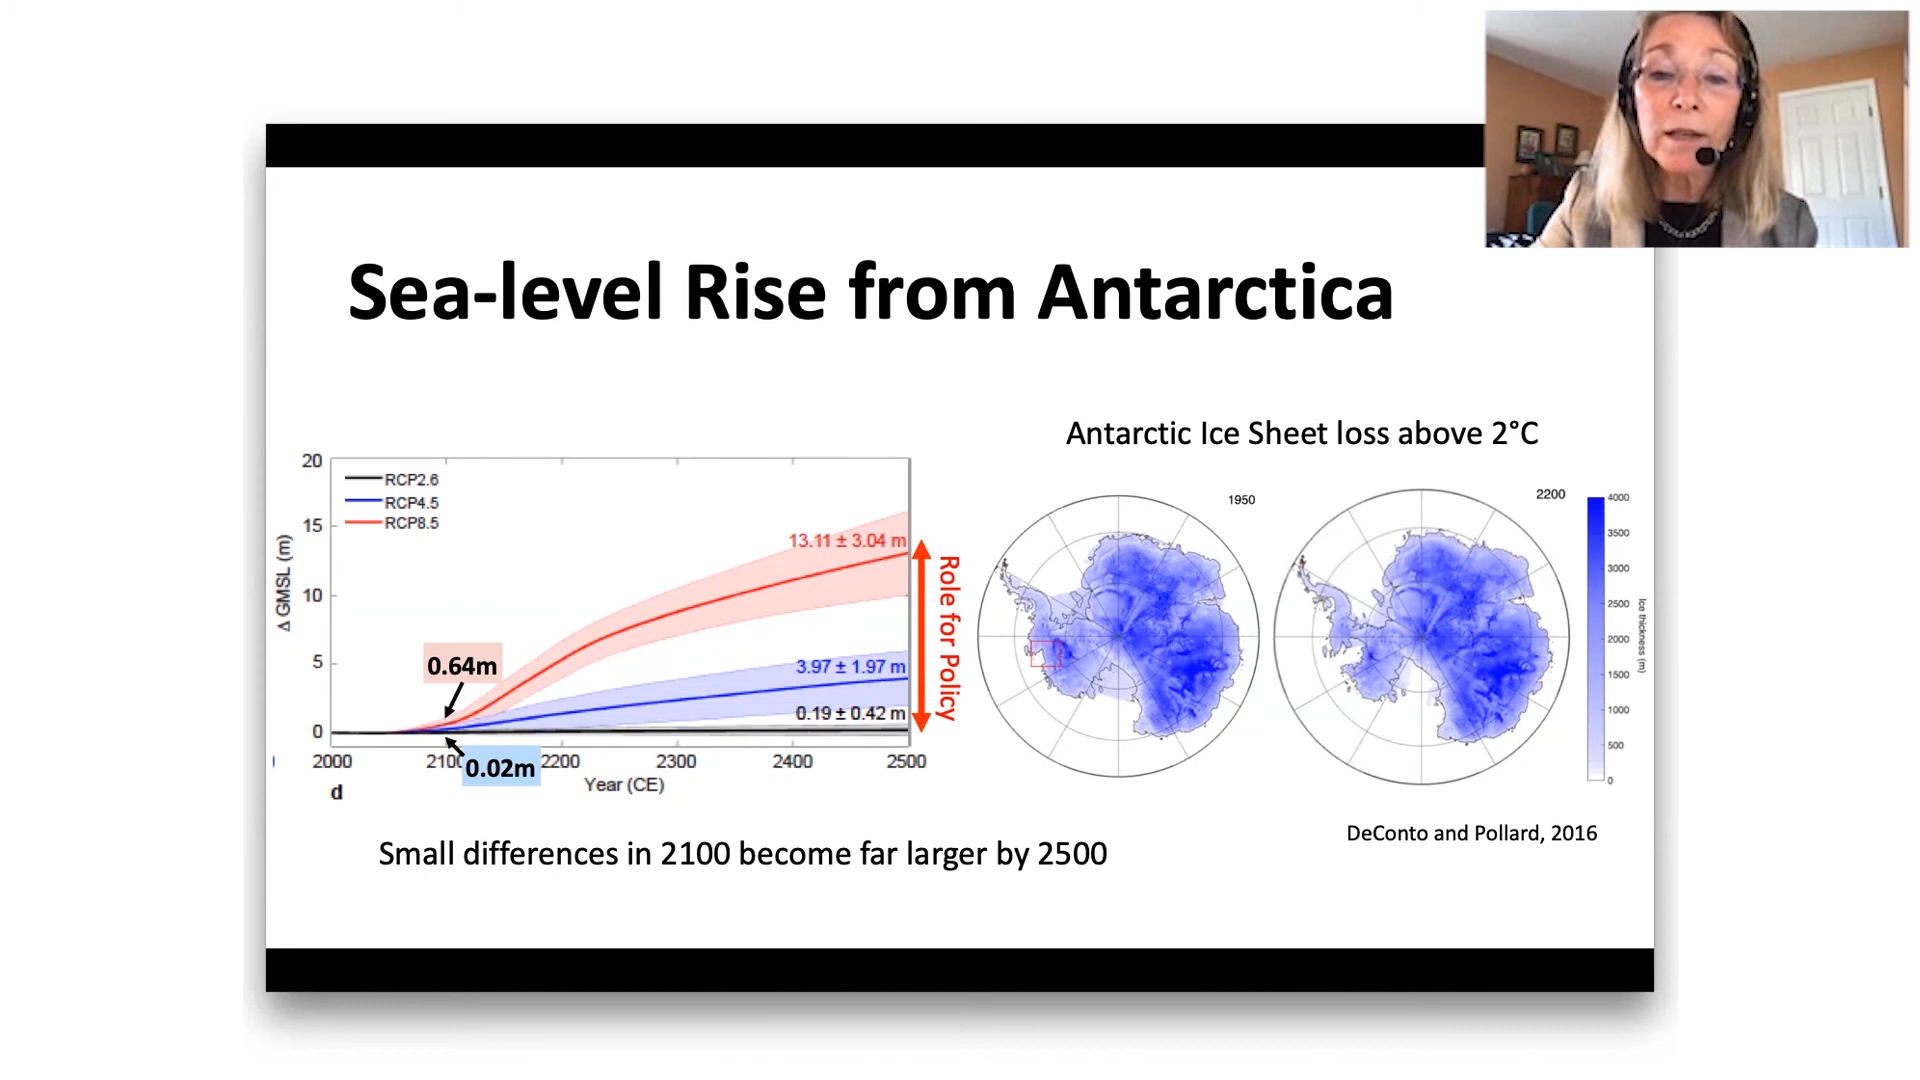 Sea-level Rise from Antarctica
Antarctic Ice Sheet loss above 2°C
20
15
10
5
0
Δ GMSL (m)
RCP2.6
RCP4.5
RCP8.5
13.11 ± 3.04 m
3.97 ± 1.97 m
0.19 ± 0.42 m
0.64m
0.02m
2000
2100
2200
2300
2400
2500
Year (CE)
d
Role for Policy
1950
2200
4000
3500
3000
2500
2000
1500
1000
500
0
Ice thickness (m)
DeConto and Pollard, 2016
Small differences in 2100 become far larger by 2500